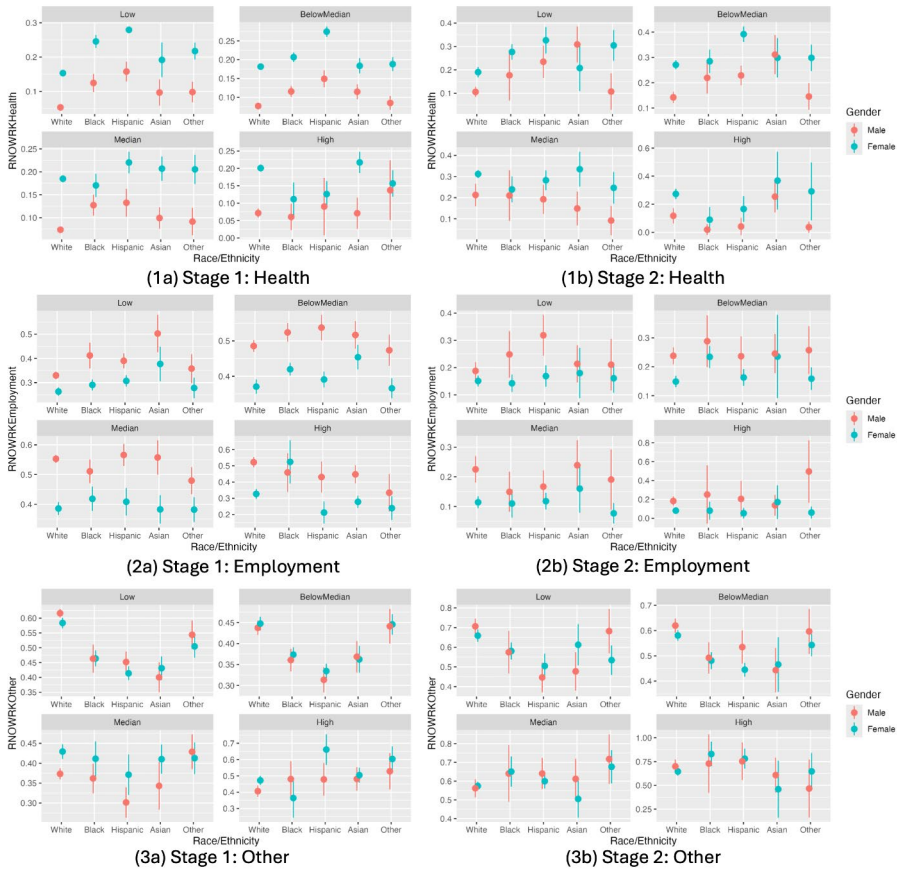 Low
BelowMedian
0.3
0.2
0.1
0.25
0.20
0.15
0.10
White Black Hispanic Asian Other
White Black Hispanic Asian Other
Median
High
0.25
0.20
0.15
0.10
0.25
0.20
0.15
0.10
0.05
0.00
White Black Hispanic Asian Other
White Black Hispanic Asian Other
RNOWRKHealth
Race/Ethnicity
(1a) Stage 1: Health
Low
BelowMedian
0.4
0.3
0.2
0.1
0.4
0.3
0.2
0.1
White Black Hispanic Asian Other
White Black Hispanic Asian Other
Median
High
0.4
0.3
0.2
0.1
0.6
0.4
0.2
0.0
White Black Hispanic Asian Other
White Black Hispanic Asian Other
RNOWRKHealth
Race/Ethnicity
(1b) Stage 2: Health
Gender
Male
Female
Low
BelowMedian
0.5
0.4
0.3
0.5
0.4
White Black Hispanic Asian Other
White Black Hispanic Asian Other
Median
High
0.6
0.5
0.4
0.6
0.5
0.4
0.3
0.2
White Black Hispanic Asian Other
White Black Hispanic Asian Other
RNOWRKEmployment
Race/Ethnicity
(2a) Stage 1: Employment
Low
BelowMedian
0.4
0.3
0.2
0.1
0.3
0.2
0.1
White Black Hispanic Asian Other
White Black Hispanic Asian Other
Median
High
0.3
0.2
0.1
0.8
0.6
0.4
0.2
0.0
White Black Hispanic Asian Other
White Black Hispanic Asian Other
RNOWRKEmployment
Race/Ethnicity
(2b) Stage 2: Employment
Gender
Male
Female
Low
BelowMedian
0.60
0.55
0.50
0.45
0.40
0.35
0.45
0.40
0.35
0.30
White Black Hispanic Asian Other
White Black Hispanic Asian Other
Median
High
0.45
0.40
0.35
0.30
0.7
0.6
0.5
0.4
0.3
White Black Hispanic Asian Other
White Black Hispanic Asian Other
RNOWRKOther
Race/Ethnicity
(3a) Stage 1: Other
Low
BelowMedian
0.8
0.7
0.6
0.5
0.4
0.7
0.6
0.5
0.4
White Black Hispanic Asian Other
White Black Hispanic Asian Other
Median
High
0.8
0.7
0.6
0.5
0.4
1.00
0.75
0.50
0.25
White Black Hispanic Asian Other
White Black Hispanic Asian Other
RNOWRKOther
Race/Ethnicity
(3b) Stage 2: Other
Gender
Male
Female